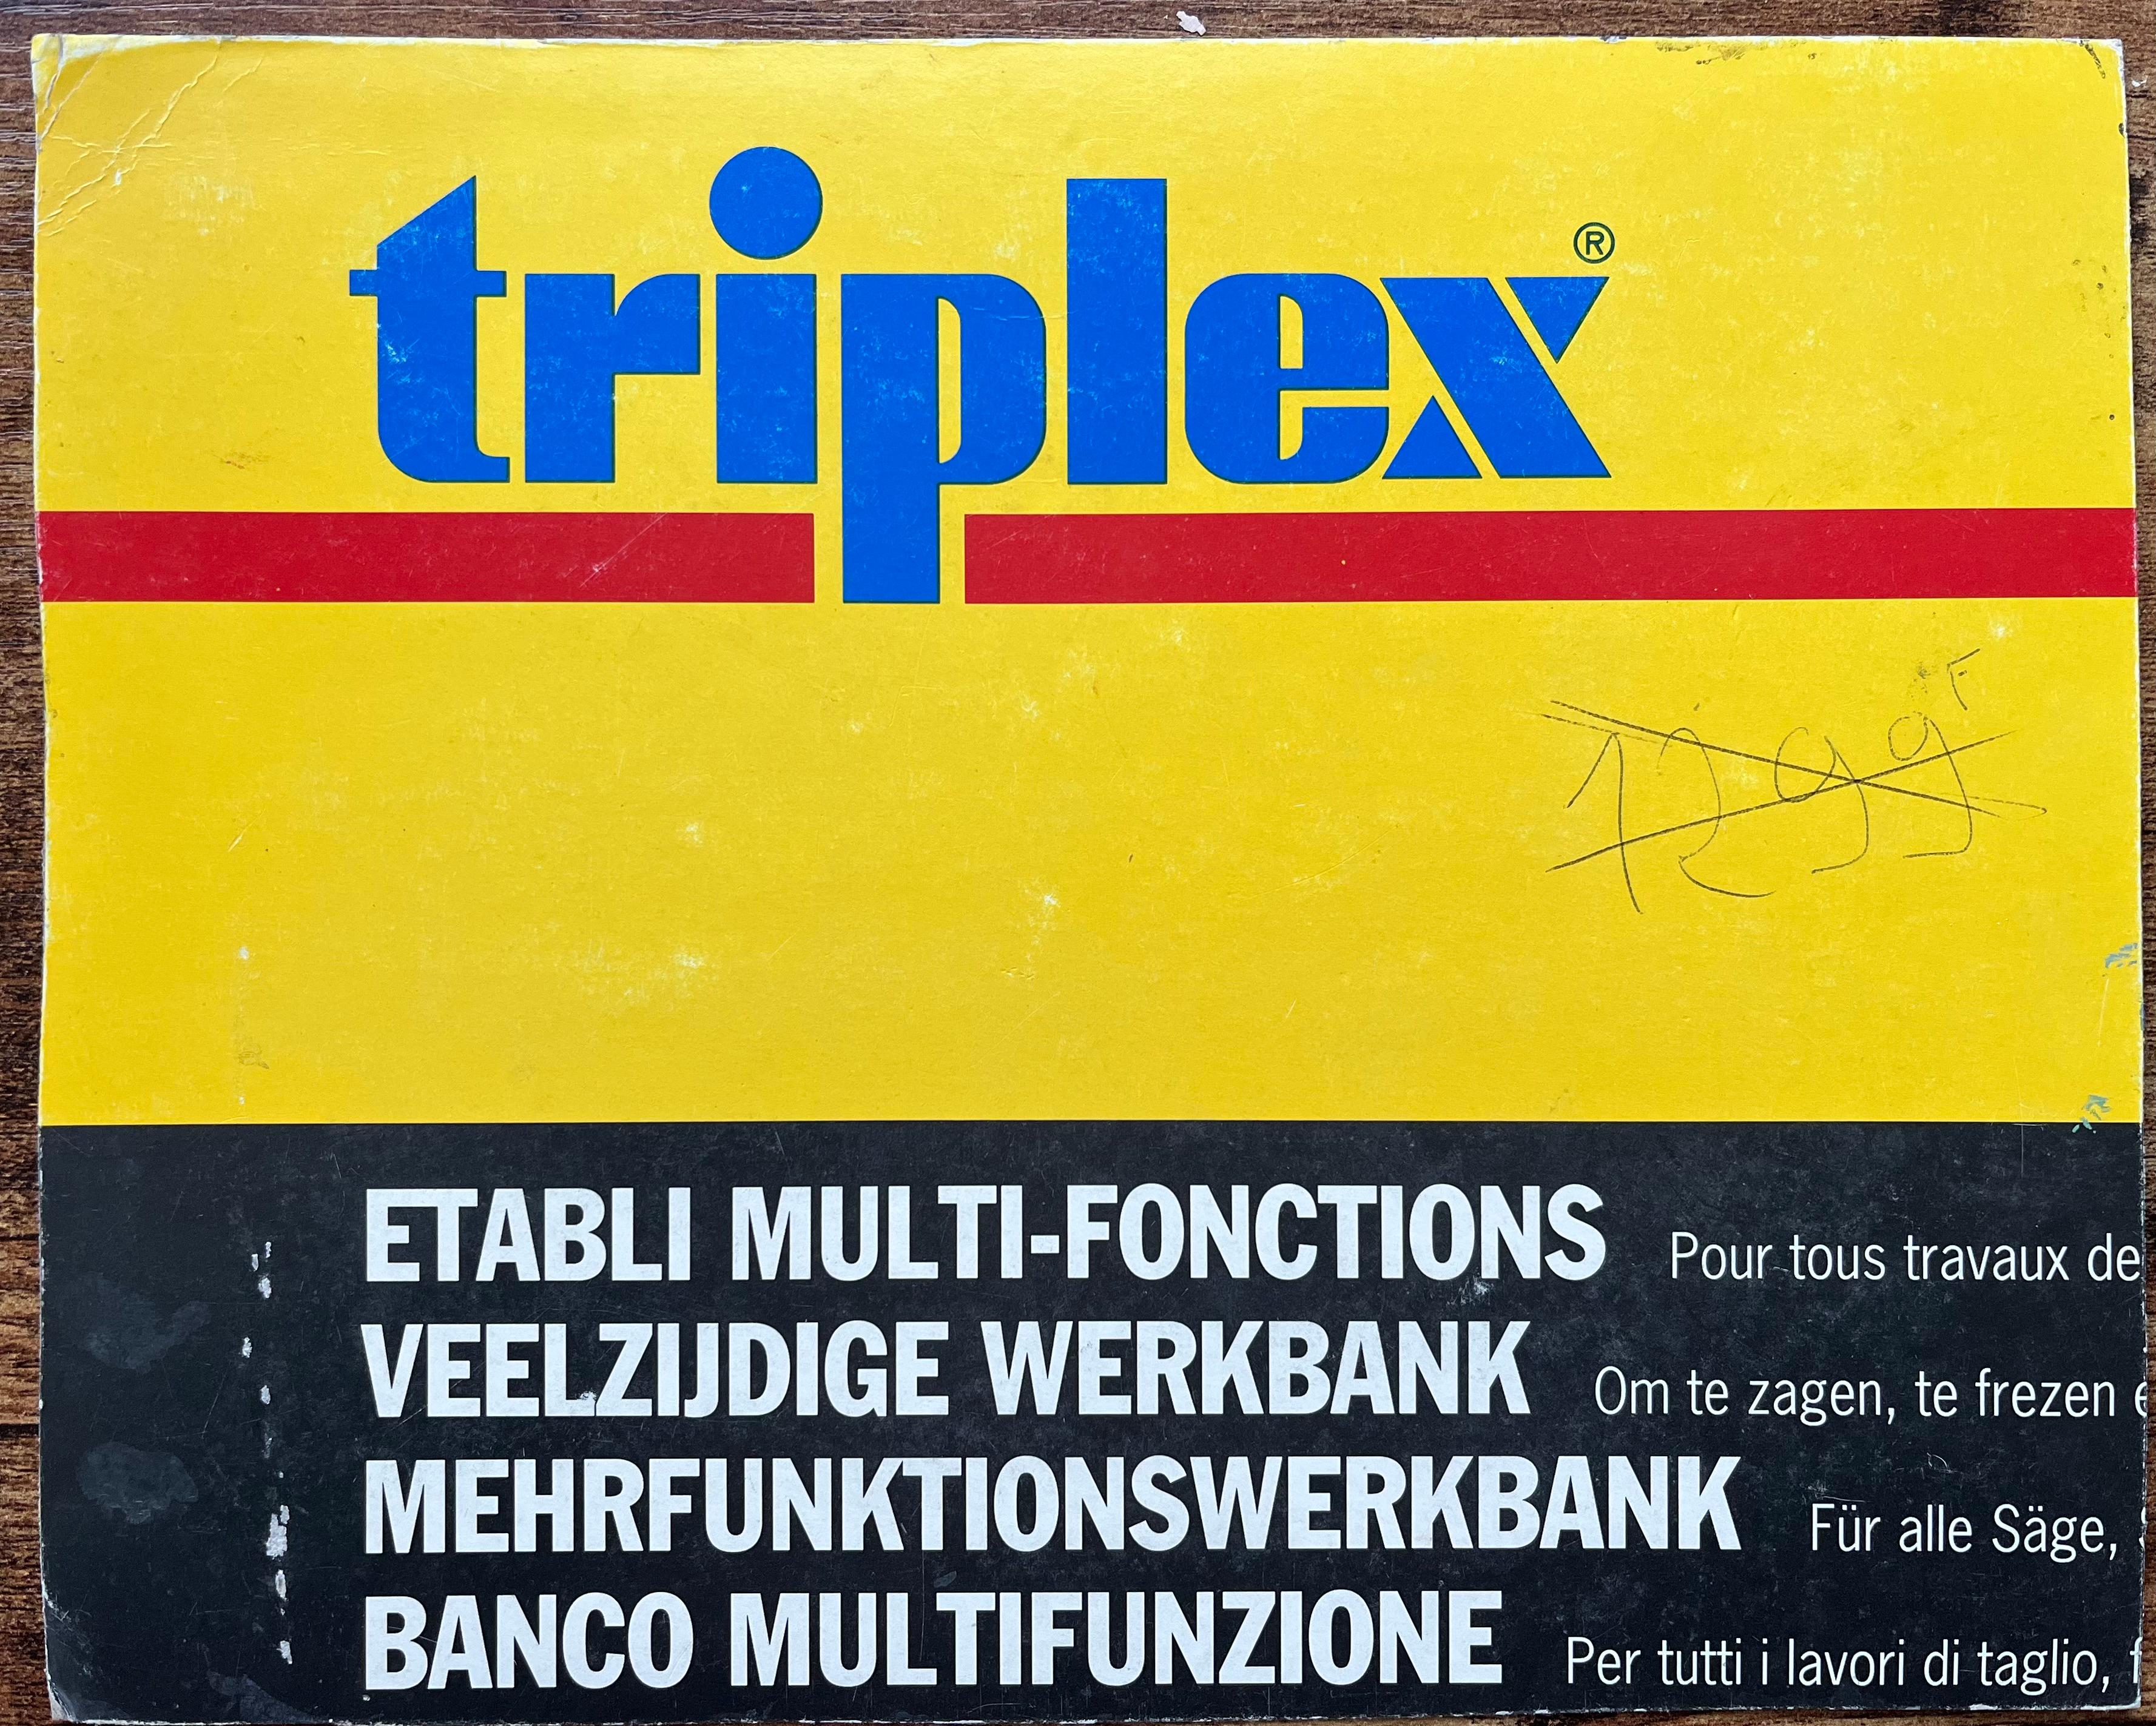 triplex®
1299F
ETABLI MULTI-FONCTIONS Pour tous travaux de
VEELZIJDIGE WERKBANK Om te zagen, te frezen
MEHRFUNKTIONSWERKBANK Für alle Säge,
BANCO MULTIFUNZIONE Per tutti i lavori di taglio,